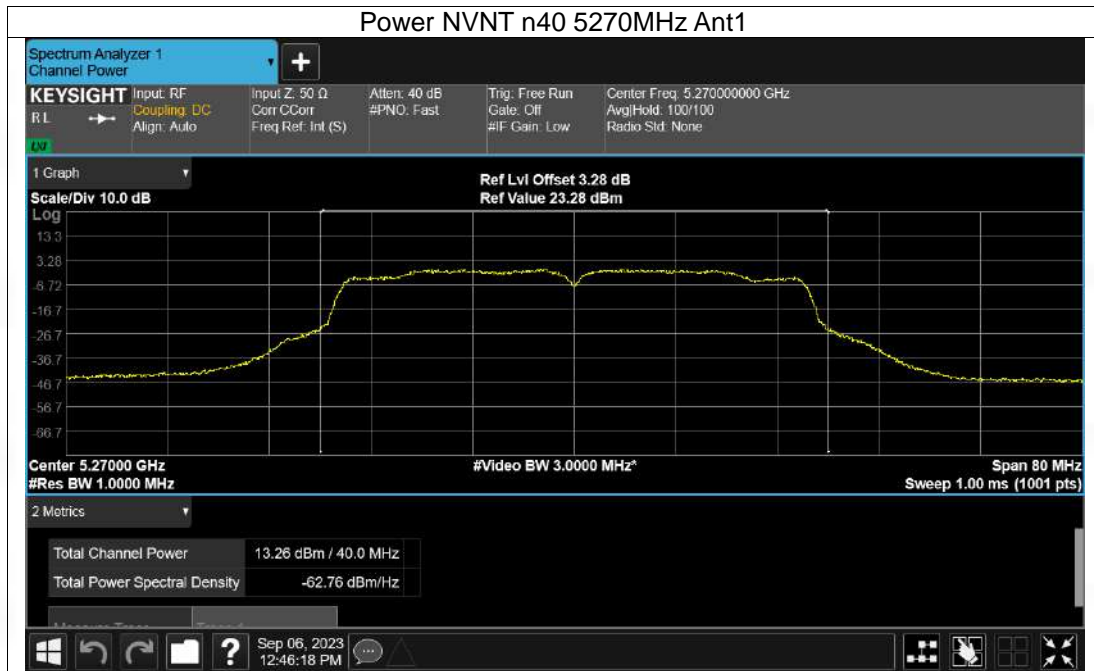 Power NVNT n40 5270MHz Ant1
Spectrum Analyzer 1
Channel Power
KEYSIGHT
R L
LXI
Input: RF
Coupling: DC
Align: Auto
Input Z: 50 Ω
Corr CCorr
Freq Ref: Int (S)
Atten: 40 dB
#PNO: Fast
Trig: Free Run
Gate: Off
#IF Gain: Low
Center Freq: 5.270000000 GHz
Avg|Hold: 100/100
Radio Std: None
1 Graph
Scale/Div 10.0 dB
Ref Lvl Offset 3.28 dB
Ref Value 23.28 dBm
Log
13.3
3.28
-6.72
-16.7
-26.7
-36.7
-46.7
-56.7
-66.7
Center 5.27000 GHz
#Video BW 3.0000 MHz*
Span 80 MHz
#Res BW 1.0000 MHz
Sweep 1.00 ms (1001 pts)
2 Metrics
Total Channel Power 13.26 dBm / 40.0 MHz
Total Power Spectral Density -62.76 dBm/Hz
Sep 06, 2023
12:46:18 PM